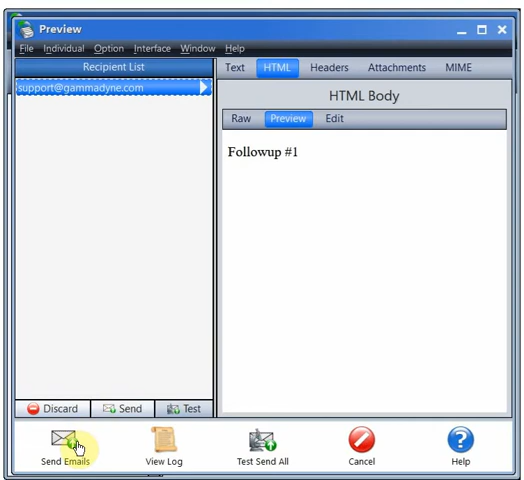 Preview
File Individual Option Interface Window Help
Recipient List
Text HTML Headers Attachments MIME
support@gammadyne.com
HTML Body
Raw Preview Edit
Followup #1
Discard Send Test
Send Emails View Log Test Send All Cancel Help